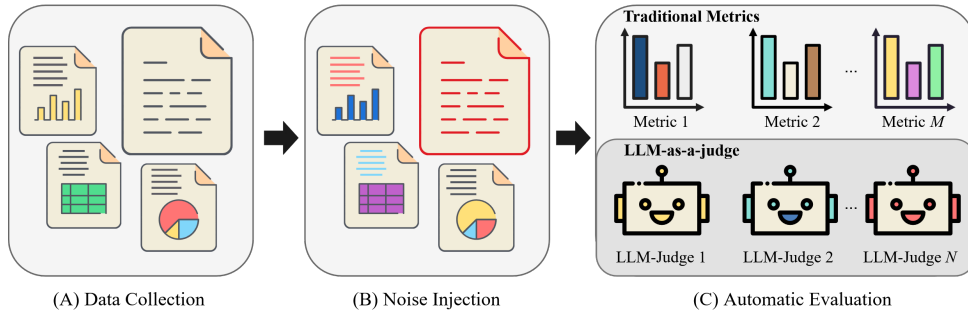 Traditional Metrics
Metric 1
Metric 2
...
Metric M
LLM-as-a-judge
...
LLM-Judge 1
LLM-Judge 2
LLM-Judge N
(A) Data Collection
(B) Noise Injection
(C) Automatic Evaluation